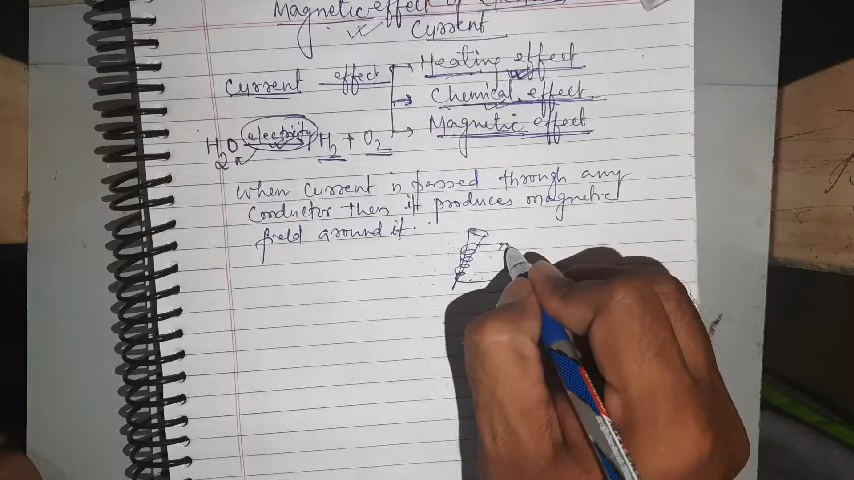 Magnetic effect of
Current
Current effect
Heating effect
Chemical effect
Magnetic effect
H2O electricity H2 + O2
When Current is passed through any
Conductor then it produces magnetic
field around it.